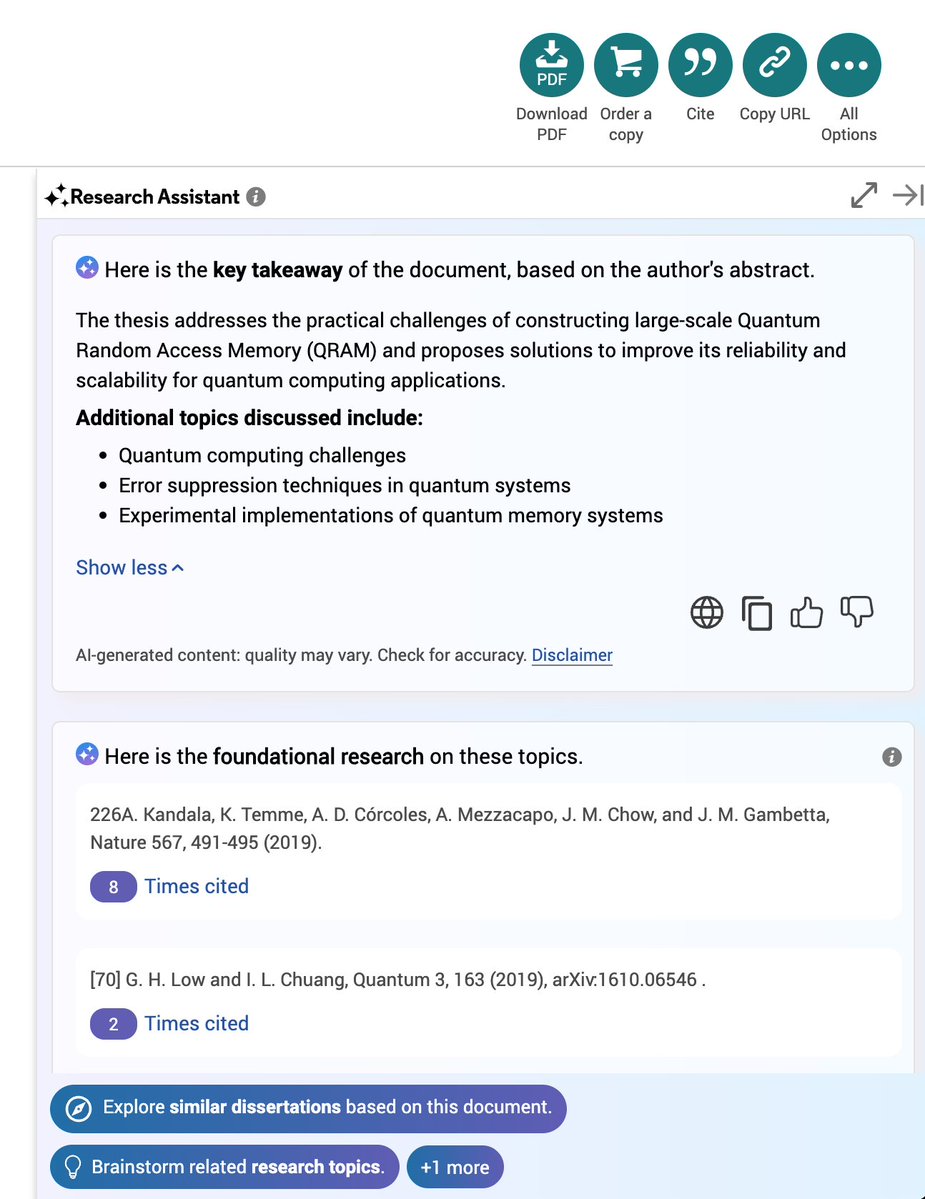 PDF
Download PDF
Order a copy
Cite
Copy URL
All Options
Research Assistant
Here is the key takeaway of the document, based on the author's abstract.
The thesis addresses the practical challenges of constructing large-scale Quantum
Random Access Memory (QRAM) and proposes solutions to improve its reliability and
scalability for quantum computing applications.
Additional topics discussed include:
• Quantum computing challenges
• Error suppression techniques in quantum systems
• Experimental implementations of quantum memory systems
Show less
AI-generated content: quality may vary. Check for accuracy. Disclaimer
Here is the foundational research on these topics.
226A. Kandala, K. Temme, A. D. Córcoles, A. Mezzacapo, J. M. Chow, and J. M. Gambetta,
Nature 567, 491-495 (2019).
8 Times cited
[70] G. H. Low and I. L. Chuang, Quantum 3, 163 (2019), arXiv:1610.06546 .
2 Times cited
Explore similar dissertations based on this document.
Brainstorm related research topics.
+1 more